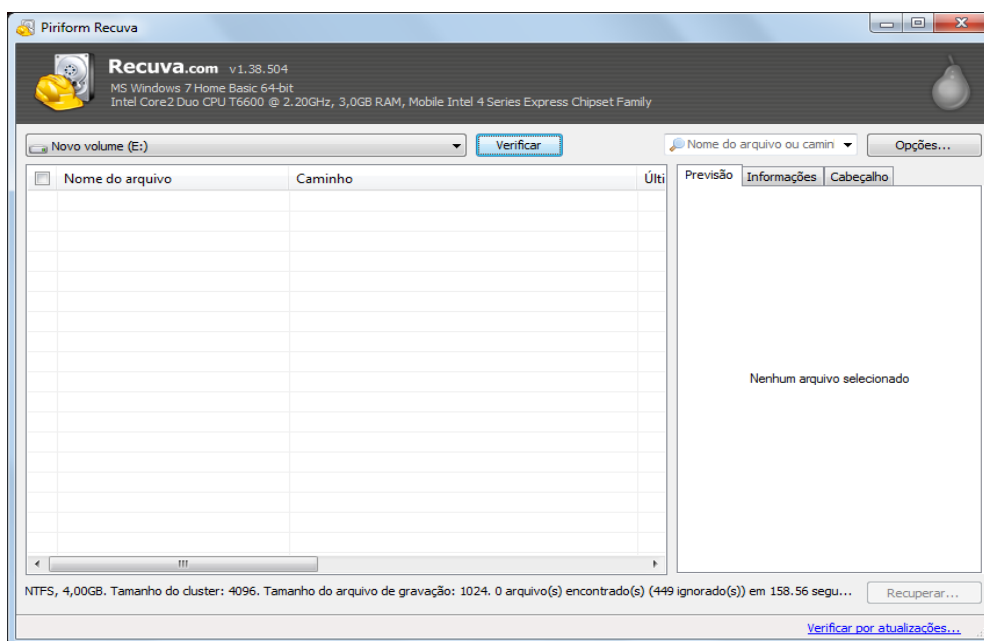 Piriform Recuva
Recuva.com v1.38.504
MS Windows 7 Home Basic 64-bit
Intel Core2 Duo CPU T6600 @ 2.20GHz, 3,0GB RAM, Mobile Intel 4 Series Express Chipset Family
Novo volume (E:) Verificar Nome do arquivo ou camin Opções...
Nome do arquivo Caminho Últi Previsão Informações Cabeçalho
Nenhum arquivo selecionado
NTFS, 4,00GB. Tamanho do cluster: 4096. Tamanho do arquivo de gravação: 1024. 0 arquivo(s) encontrado(s) (449 ignorado(s)) em 158.56 segu... Recuperar...
Verificar por atualizações...